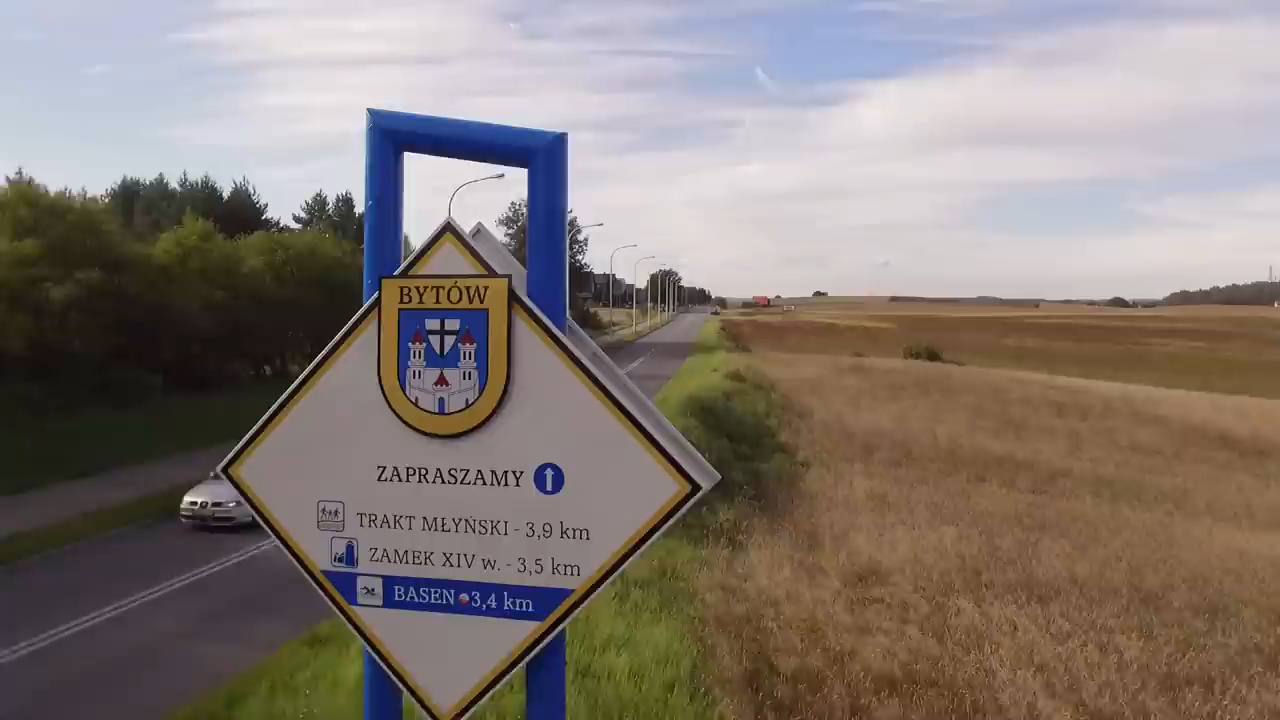 BYTÓW
ZAPRASZAMY
TRAKT MŁYŃSKI - 3,9 km
ZAMEK XIV w. - 3,5 km
BASEN 3,4 km